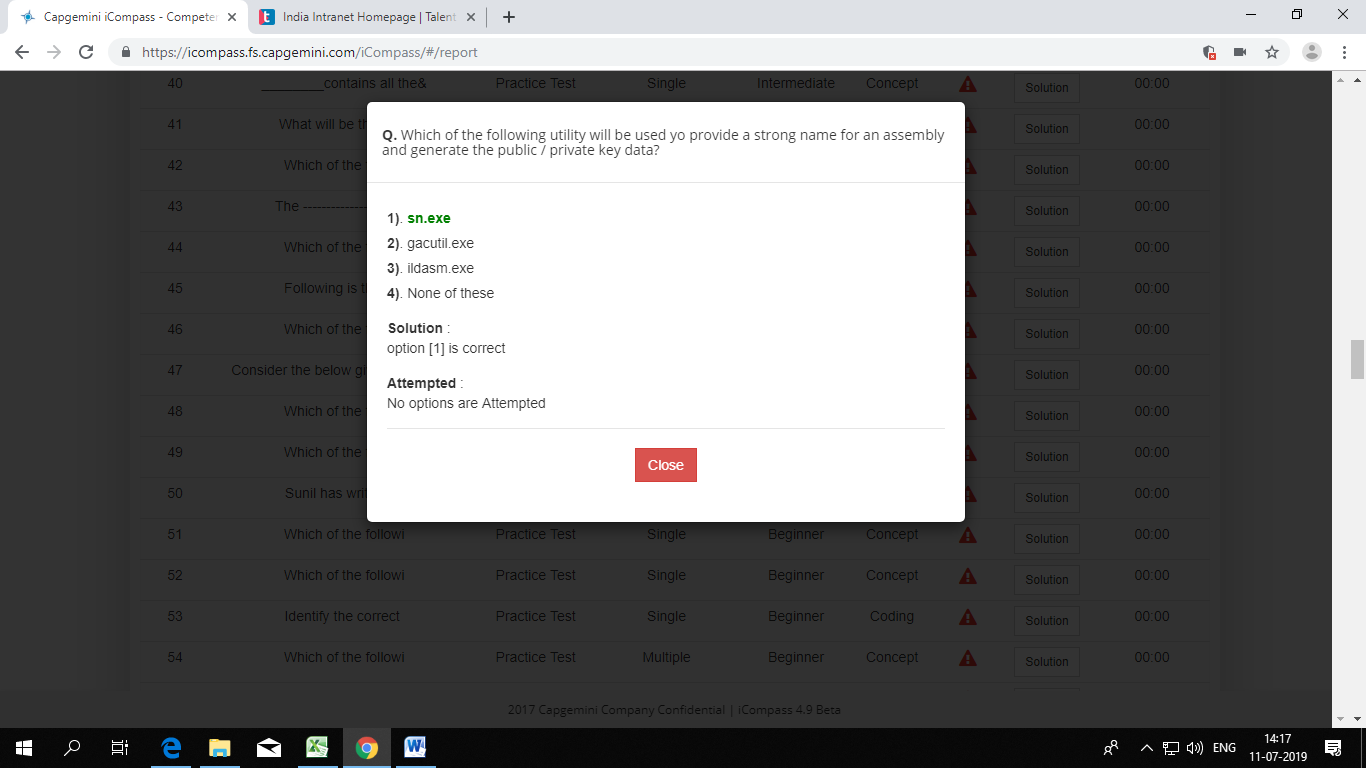 Capgemini iCompass - Competen
India Intranet Homepage | Talent
https://icompass.fs.capgemini.com/iCompass/#/report
40 ________contains all the& Practice Test Single Intermediate Concept Solution 00:00
41 What will be th Solution 00:00
42 Which of the Solution 00:00
43 The -------------- Solution 00:00
44 Which of the Solution 00:00
45 Following is Solution 00:00
46 Which of the Solution 00:00
47 Consider the below Solution 00:00
48 Which of the Solution 00:00
49 Which of the Solution 00:00
50 Sunil has Solution 00:00
Q. Which of the following utility will be used yo provide a strong name for an assembly
and generate the public / private key data?
1). sn.exe
2). gacutil.exe
3). ildasm.exe
4). None of these
Solution :
option [1] is correct
Attempted :
No options are Attempted
Close
51 Which of the followi Practice Test Single Beginner Concept Solution 00:00
52 Which of the followi Practice Test Single Beginner Concept Solution 00:00
53 Identify the correct Practice Test Single Beginner Coding Solution 00:00
54 Which of the followi Practice Test Multiple Beginner Concept Solution 00:00
2017 Capgemini Company Confidential | iCompass 4.9 Beta
ENG
14:17
11-07-2019